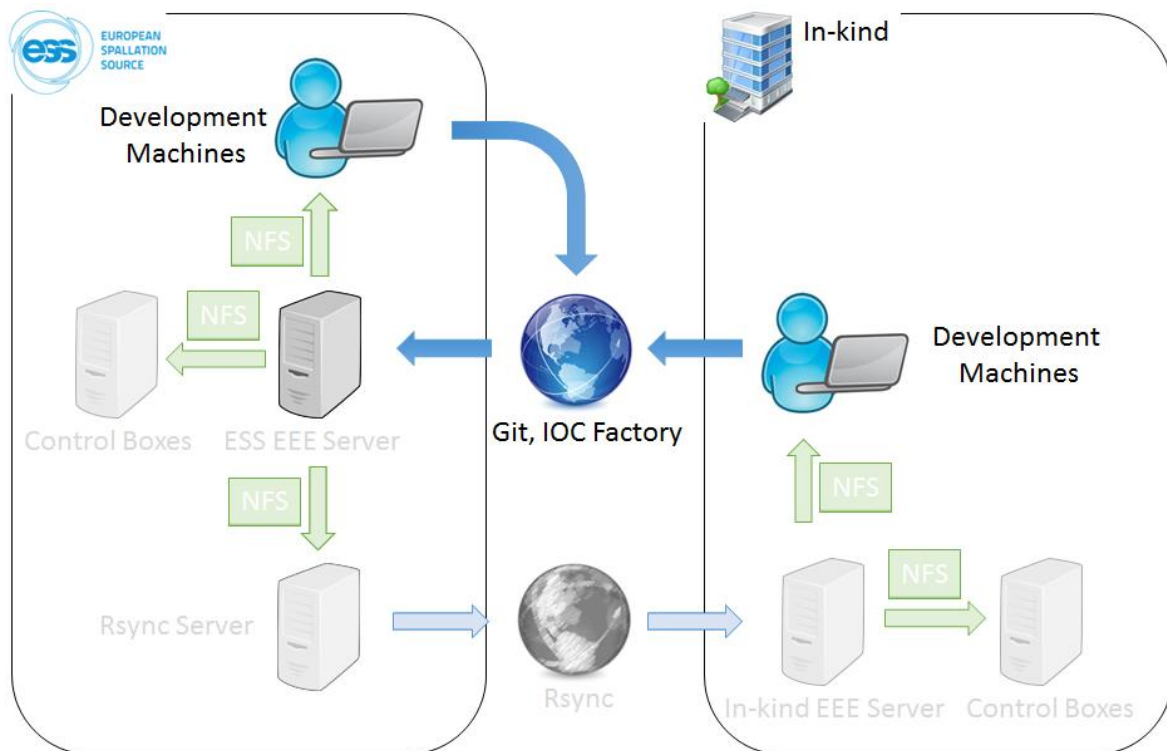 ess
EUROPEAN
SPALLATION
SOURCE
In-kind
Development
Machines
NFS
NFS
Control Boxes
ESS EEE Server
Git, IOC Factory
Development
Machines
NFS
NFS
NFS
Rsync Server
Rsync
In-kind EEE Server
Control Boxes